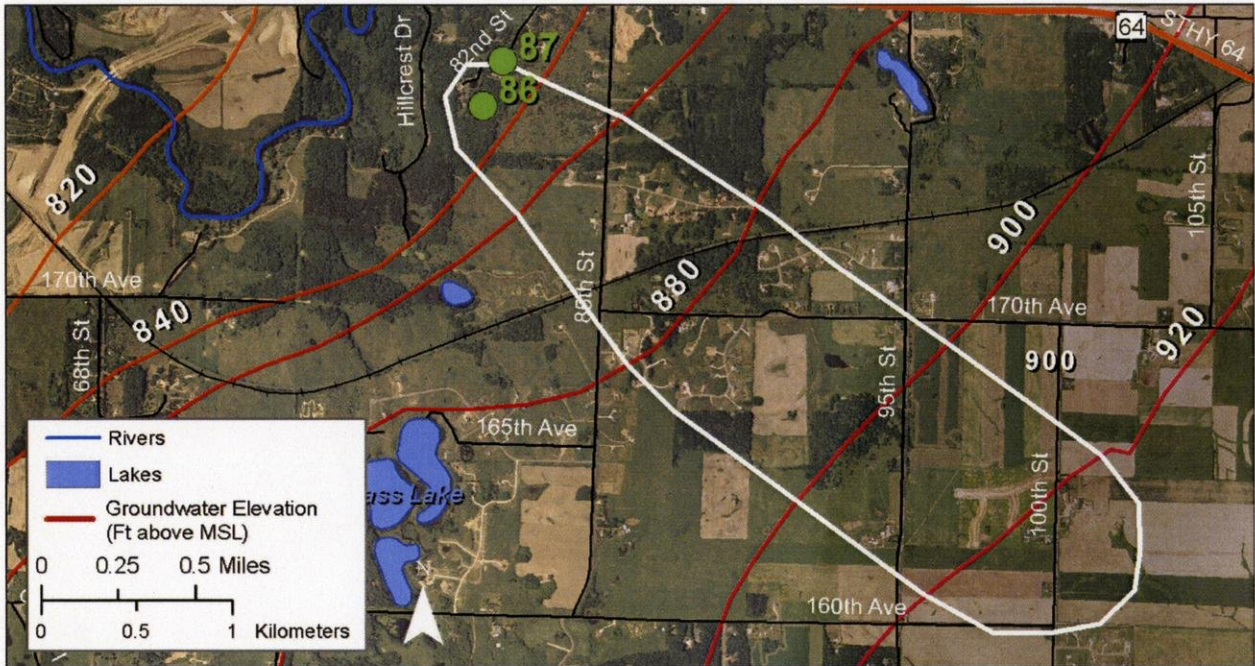 64
STHY 64
87
82nd St
86
Hillcrest Dr
820
105th St
900
170th Ave
88th St
880
840
68th St
170th Ave
920
900
95th St
165th Ave
100th St
160th Ave
Rivers
Lakes
ass Lake
Groundwater Elevation
(Ft above MSL)
0 0.25 0.5 Miles
0 0.5 1 Kilometers